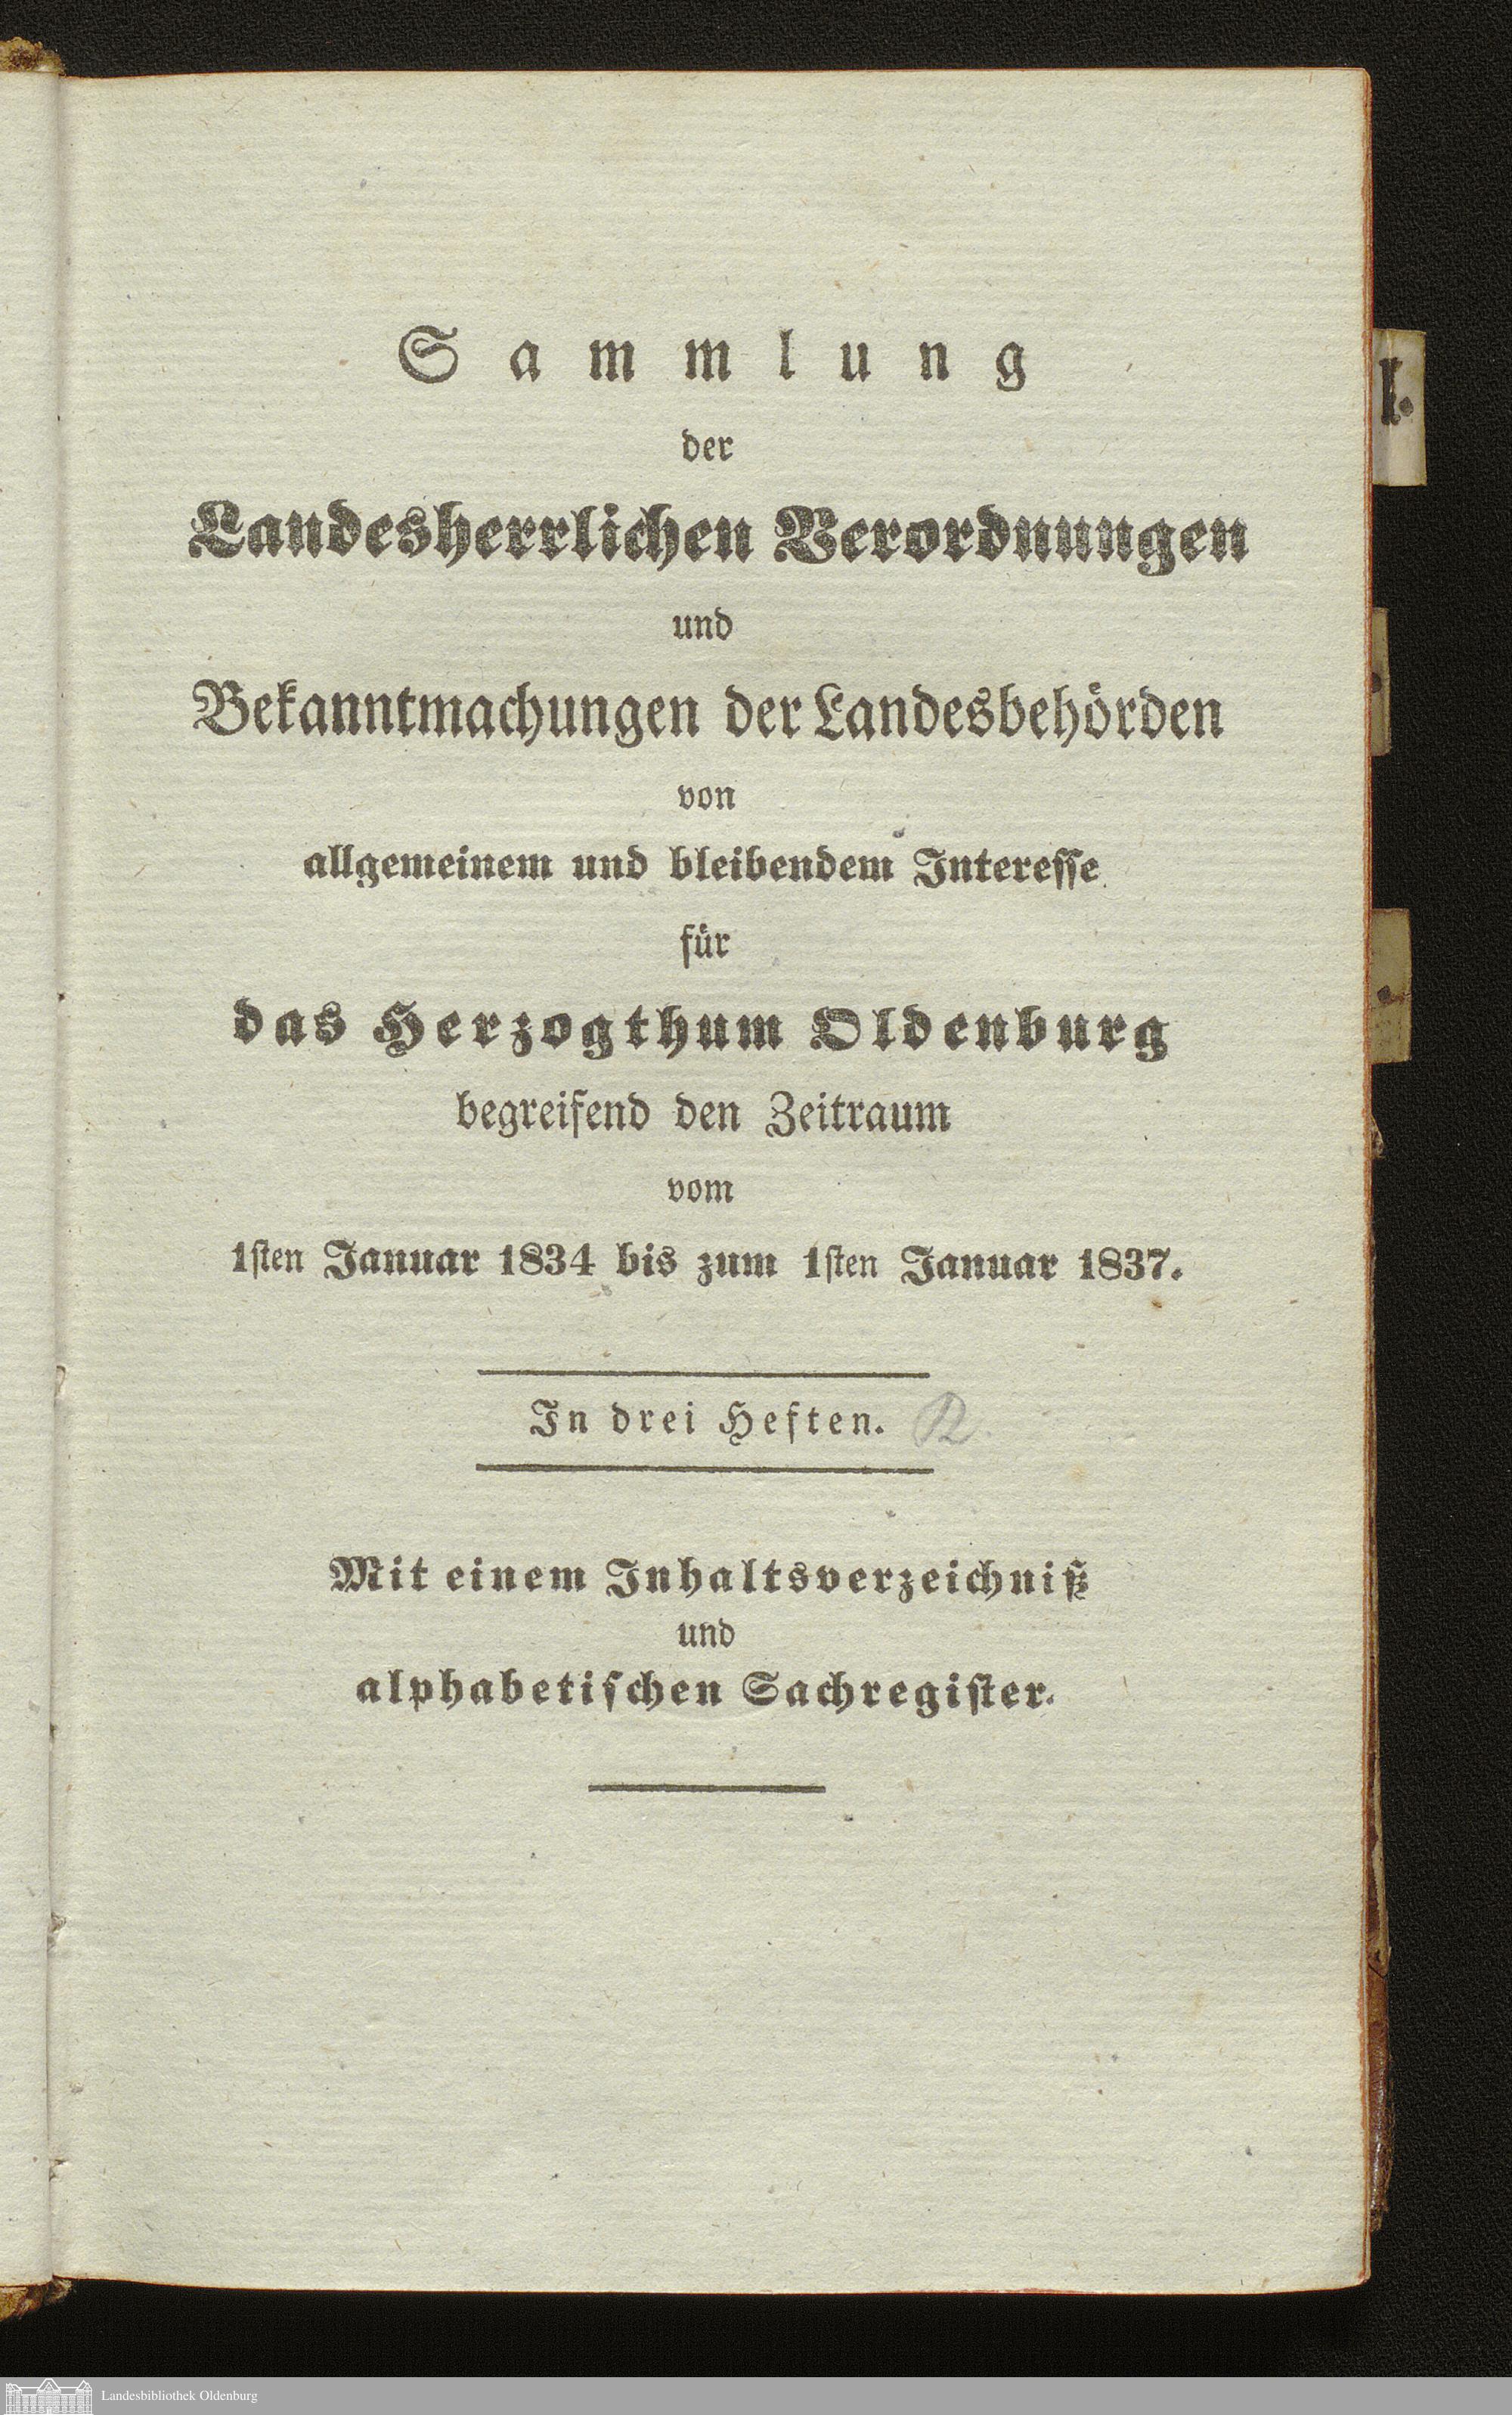 Sammlung
der
Landesherrlichen Verordnungen
und
Bekanntmachungen der Landesbehörden
von
allgemeinem und bleibendem Interesse
für
das Herzogthum Oldenburg
begreifend den Zeitraum
vom
1sten Januar 1834 bis zum 1sten Januar 1837.
In drei Heften.
Mit einem Inhaltsverzeichniß
und
alphabetischen Sachregister.
Landesbibliothek Oldenburg